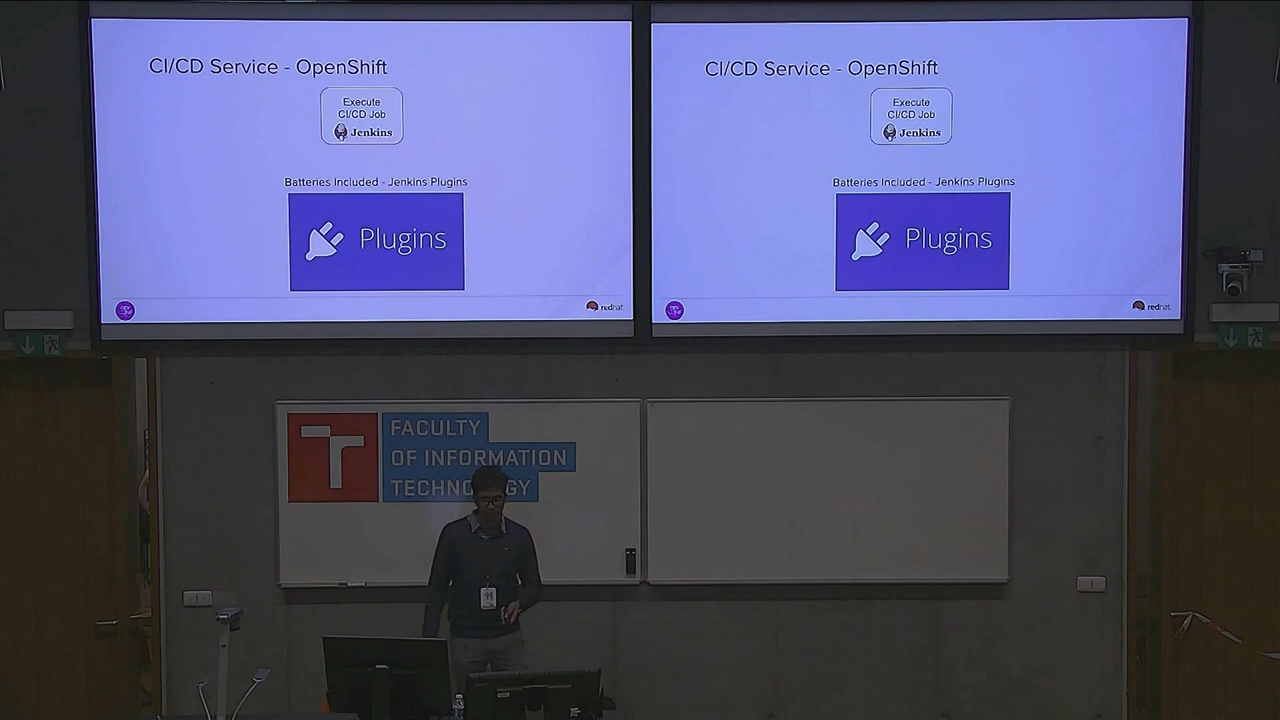 CI/CD Service - OpenShift
Execute
CI/CD Job
Jenkins
Batteries Included - Jenkins Plugins
Plugins
redhat
CI/CD Service - OpenShift
Execute
CI/CD Job
Jenkins
Batteries Included - Jenkins Plugins
Plugins
redhat
FACULTY
OF INFORMATION
TECHNOLOGY